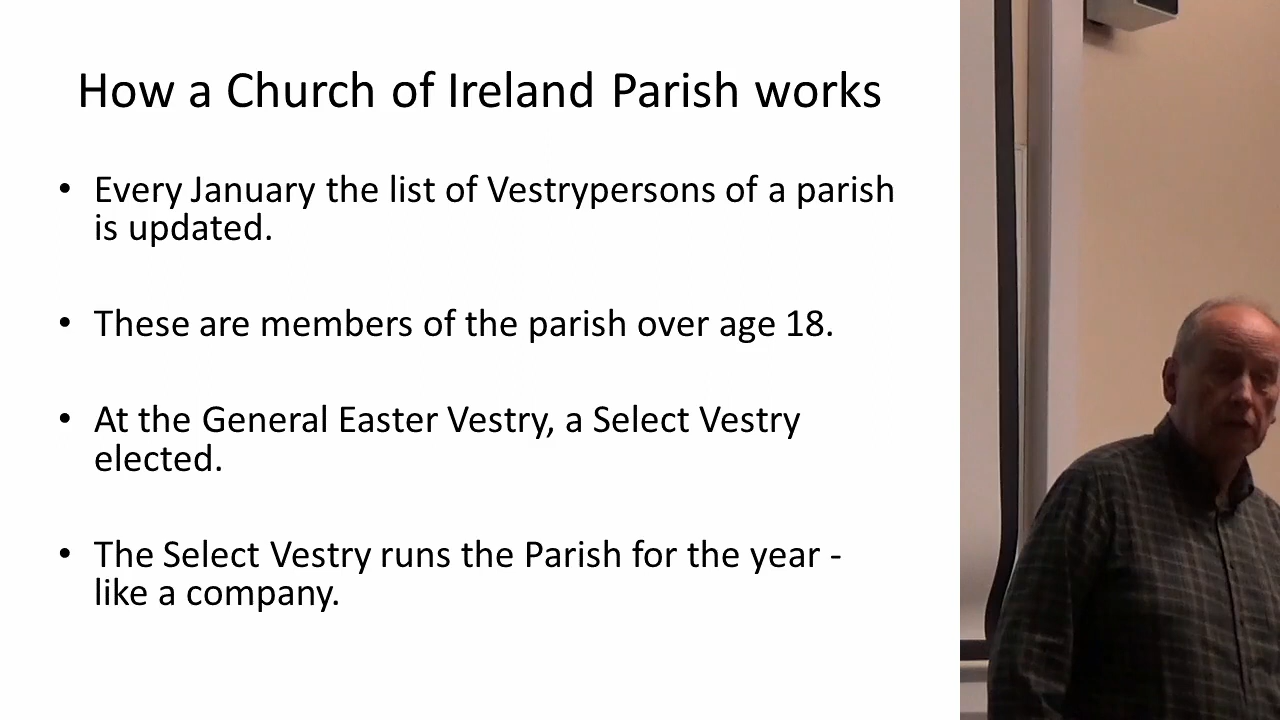 How a Church of Ireland Parish works
• Every January the list of Vestrypersons of a parish
is updated.
• These are members of the parish over age 18.
• At the General Easter Vestry, a Select Vestry
elected.
• The Select Vestry runs the Parish for the year -
like a company.